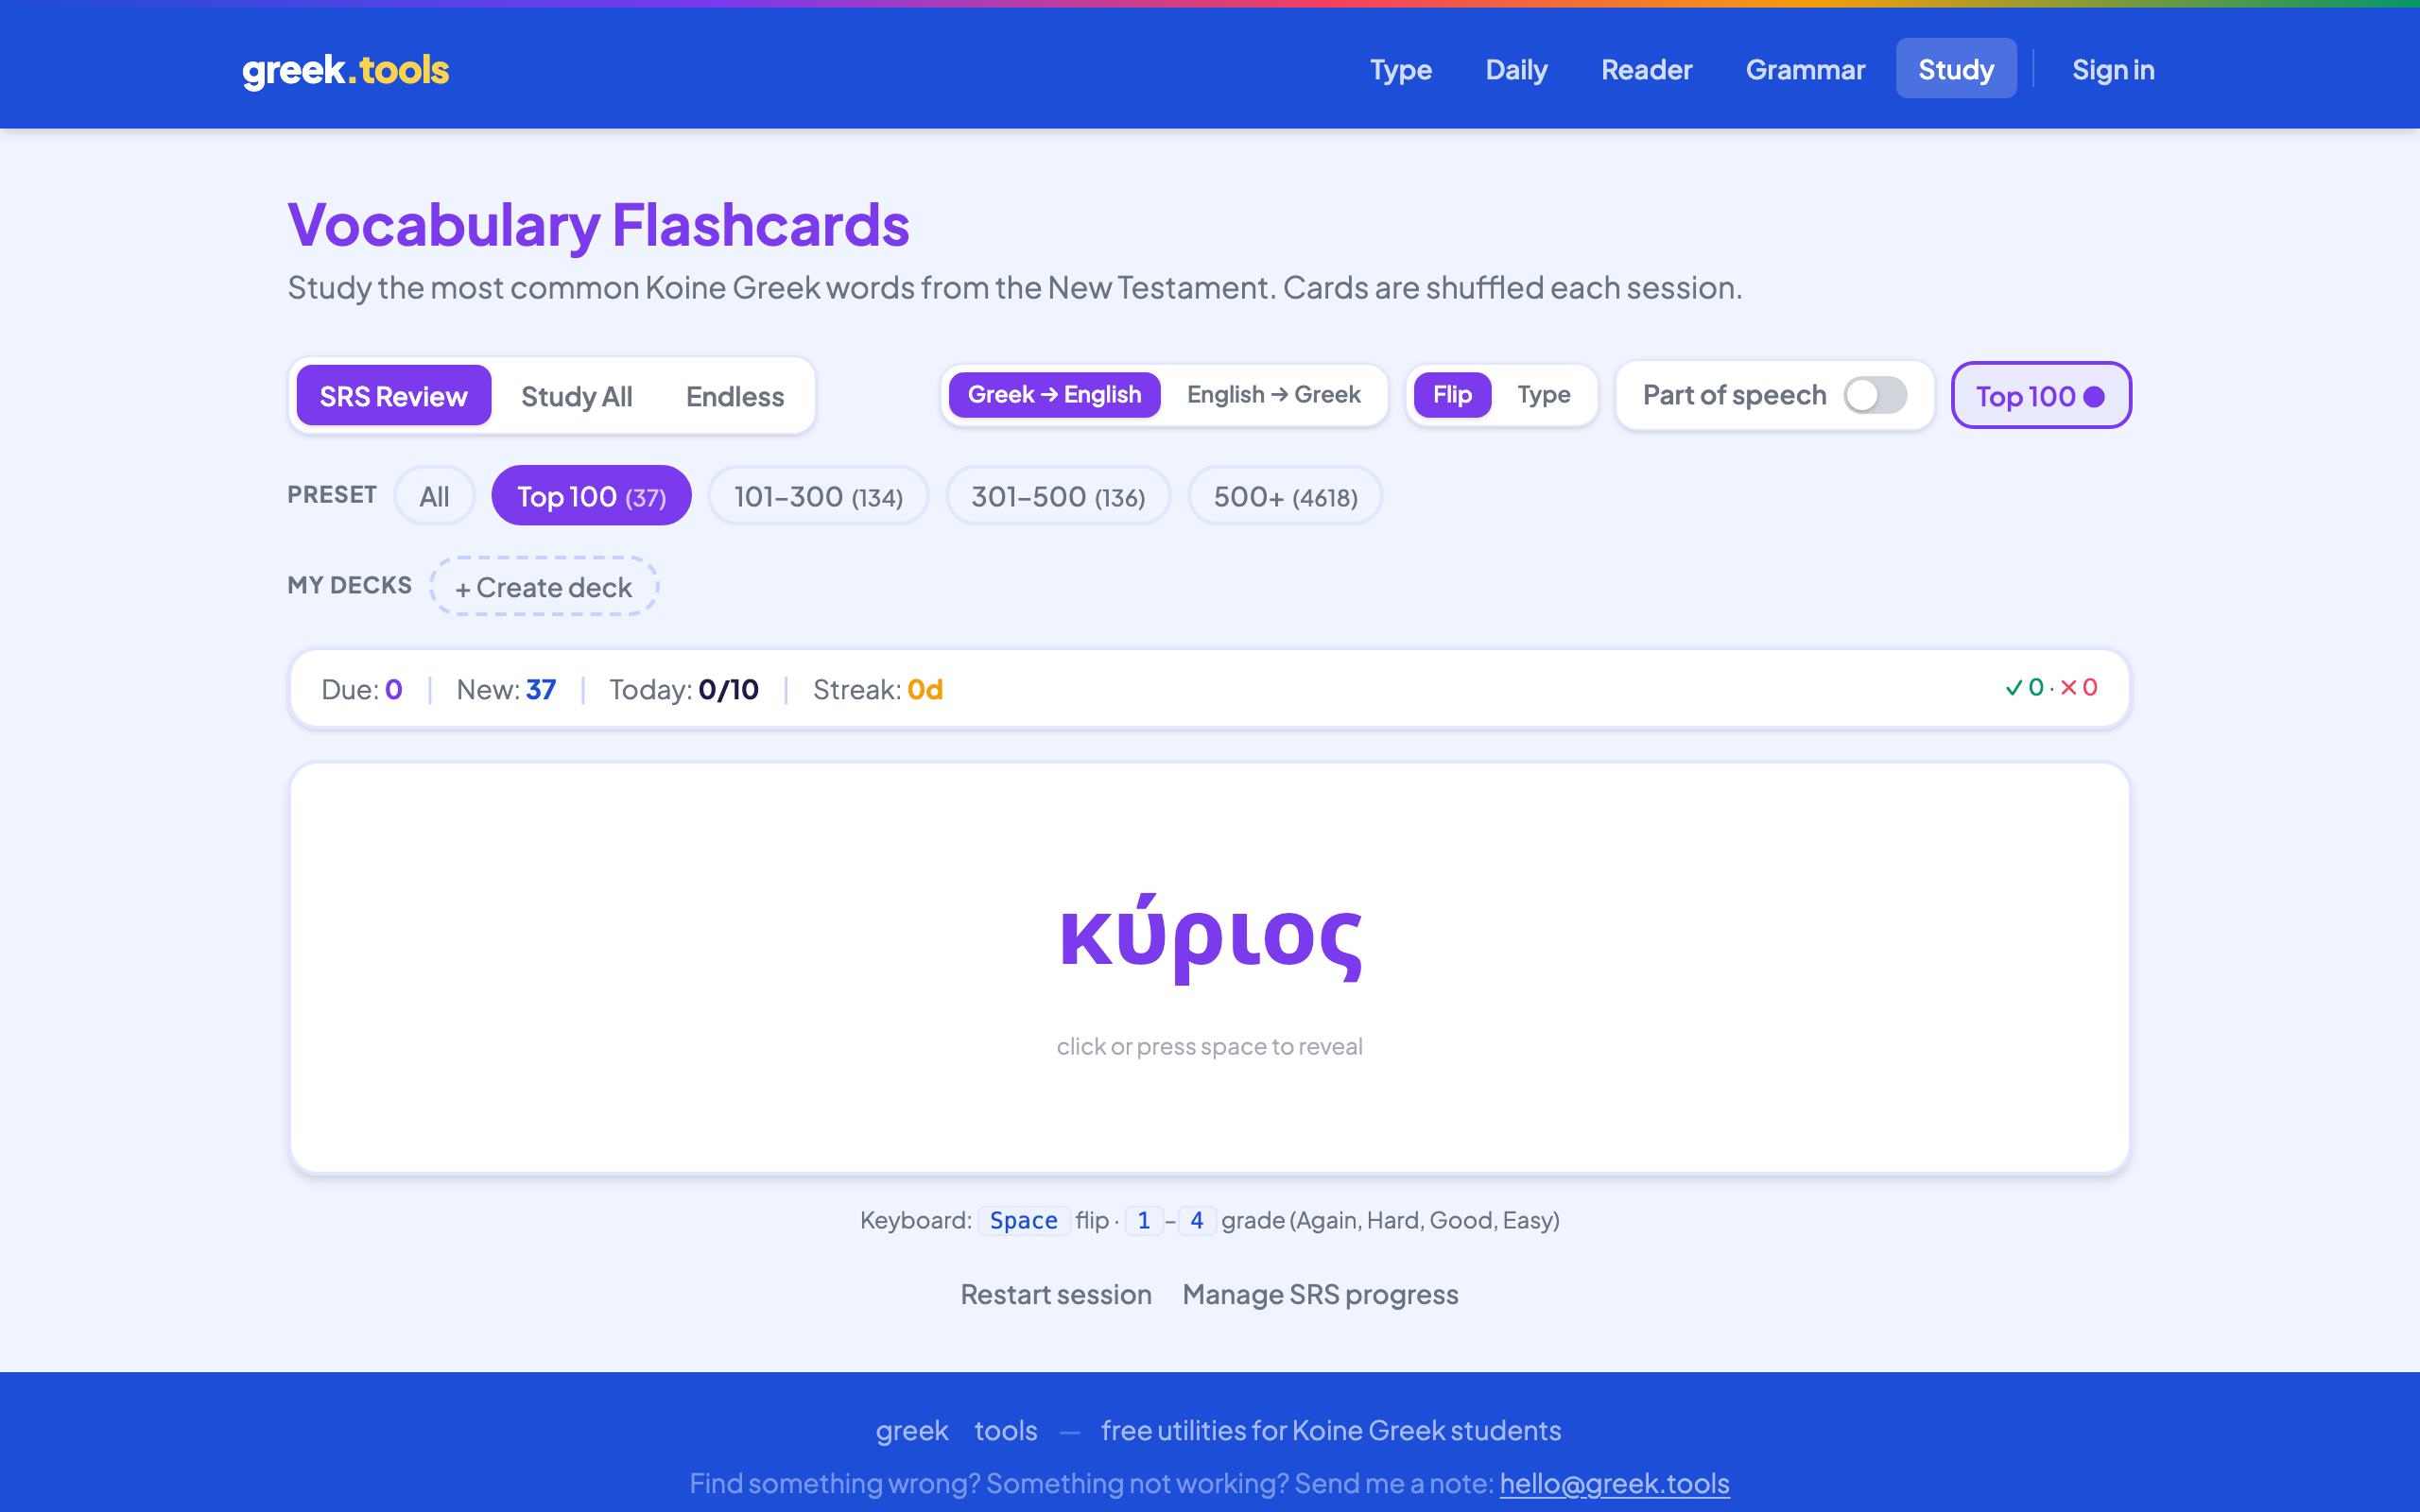 greek.tools
Type Daily Reader Grammar Study Sign in
Vocabulary Flashcards
Study the most common Koine Greek words from the New Testament. Cards are shuffled each session.
SRS Review Study All Endless Greek → English English → Greek Flip Type Part of speech Top 100 ●
PRESET All Top 100 (37) 101–300 (134) 301–500 (136) 500+ (4618)
MY DECKS + Create deck
Due: 0 | New: 37 | Today: 0/10 | Streak: 0d ✓ 0 · ✕ 0
κύριος
click or press space to reveal
Keyboard: Space flip · 1 – 4 grade (Again, Hard, Good, Easy)
Restart session Manage SRS progress
greek tools — free utilities for Koine Greek students
Find something wrong? Something not working? Send me a note: hello@greek.tools